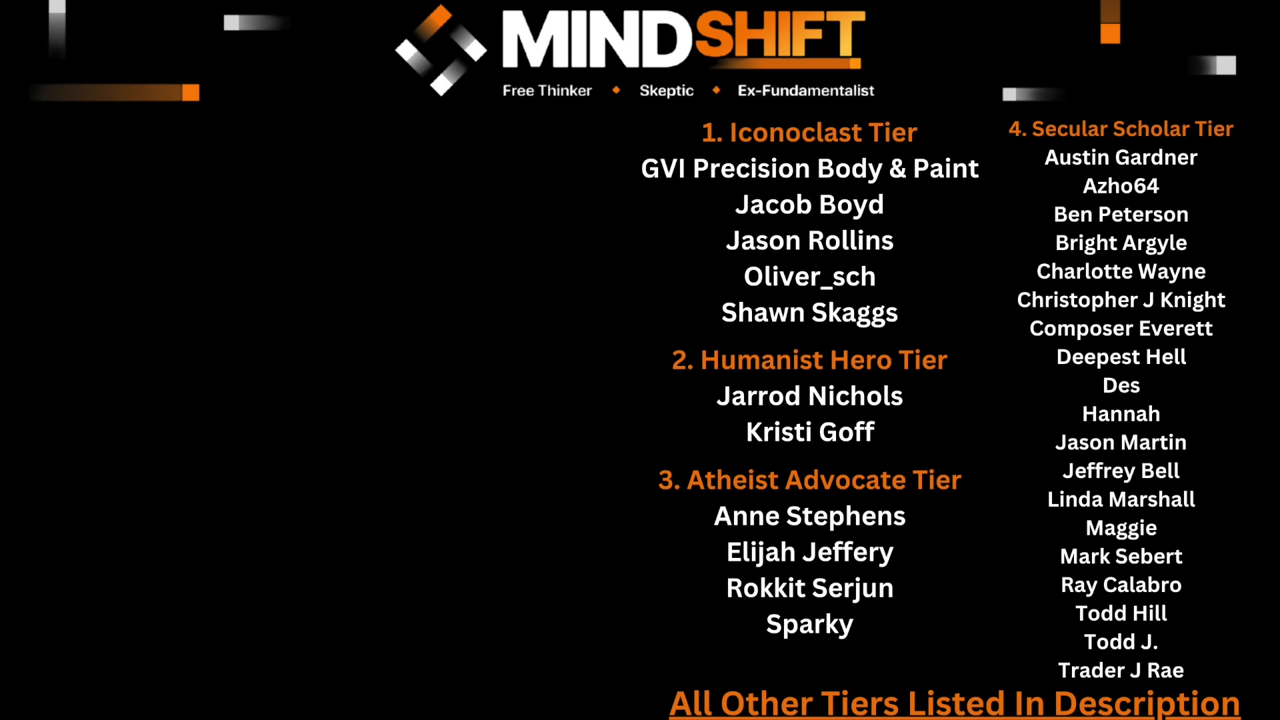 MINDSHIFT
Free Thinker • Skeptic • Ex-Fundamentalist
1. Iconoclast Tier
GVI Precision Body & Paint
Jacob Boyd
Jason Rollins
Oliver_sch
Shawn Skaggs
2. Humanist Hero Tier
Jarrod Nichols
Kristi Goff
3. Atheist Advocate Tier
Anne Stephens
Elijah Jeffery
Rokkit Serjun
Sparky
4. Secular Scholar Tier
Austin Gardner
Azho64
Ben Peterson
Bright Argyle
Charlotte Wayne
Christopher J Knight
Composer Everett
Deepest Hell
Des
Hannah
Jason Martin
Jeffrey Bell
Linda Marshall
Maggie
Mark Sebert
Ray Calabro
Todd Hill
Todd J.
Trader J Rae
All Other Tiers Listed In Description